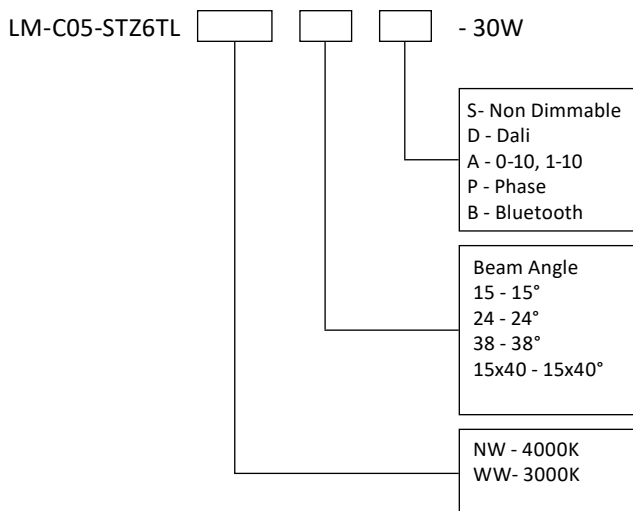 LM-C05-STZ6TL - 30W
S- Non Dimmable
D - Dali
A - 0-10, 1-10
P - Phase
B - Bluetooth
Beam Angle
15 - 15°
24 - 24°
38 - 38°
15x40 - 15x40°
NW - 4000K
WW- 3000K